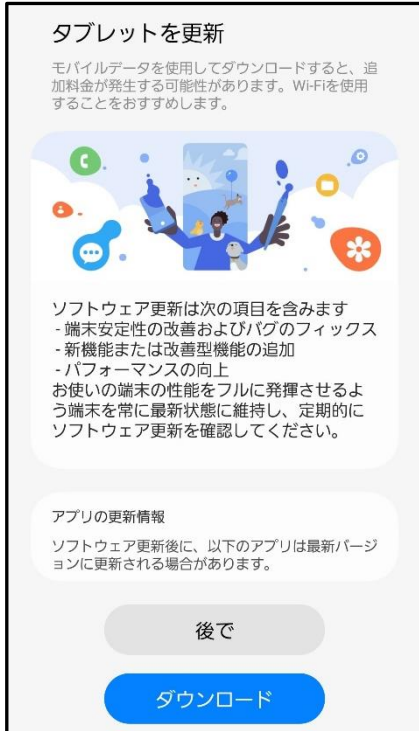 タブレットを更新
モバイルデータを使用してダウンロードすると、追
加料金が発生する可能性があります。Wi-Fiを使用
することをおすすめします。
ソフトウェア更新は次の項目を含みます
- 端末安定性の改善およびバグのフィックス
- 新機能または改善型機能の追加
- パフォーマンスの向上
お使いの端末の性能をフルに発揮させるよ
う端末を常に最新状態に維持し、定期的に
ソフトウェア更新を確認してください。
アプリの更新情報
ソフトウェア更新後に、以下のアプリは最新バージ
ョンに更新される場合があります。
後で
ダウンロード